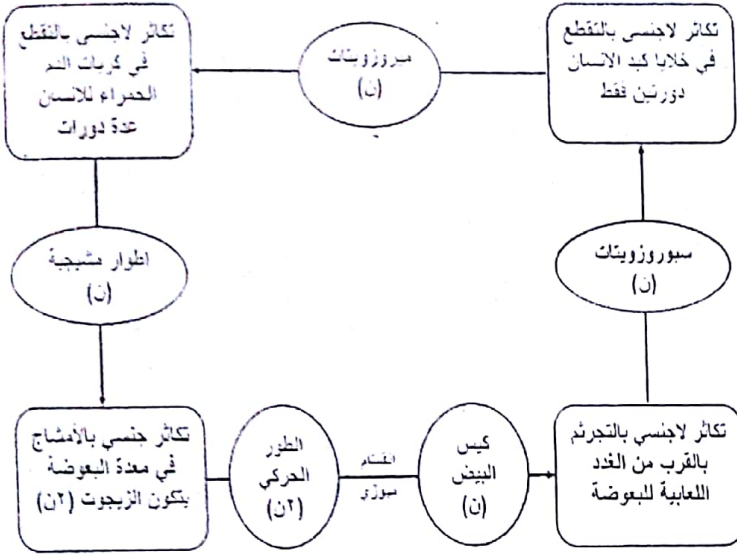 تكاثر لاجنسى بالتقطع
في خلايا كبد الانسان
دورتين فقط
ميروزويتات
(ن)
تكاثر لاجنسى بالتقطع
في كريات الدم
الحمراء للانسان
عدة دورات
سبوروزويتات
(ن)
اطوار مشيجية
(ن)
تكاثر لاجنسي بالتجرثم
بالقرب من الغدد
اللعابية للبعوضة
كيس
البيض
(ن)
انقسام
ميوزي
الطور
الحركي
(٢ن)
تكاثر جنسي بالأمشاج
في معدة البعوضة
يتكون الزيجوت (٢ن)